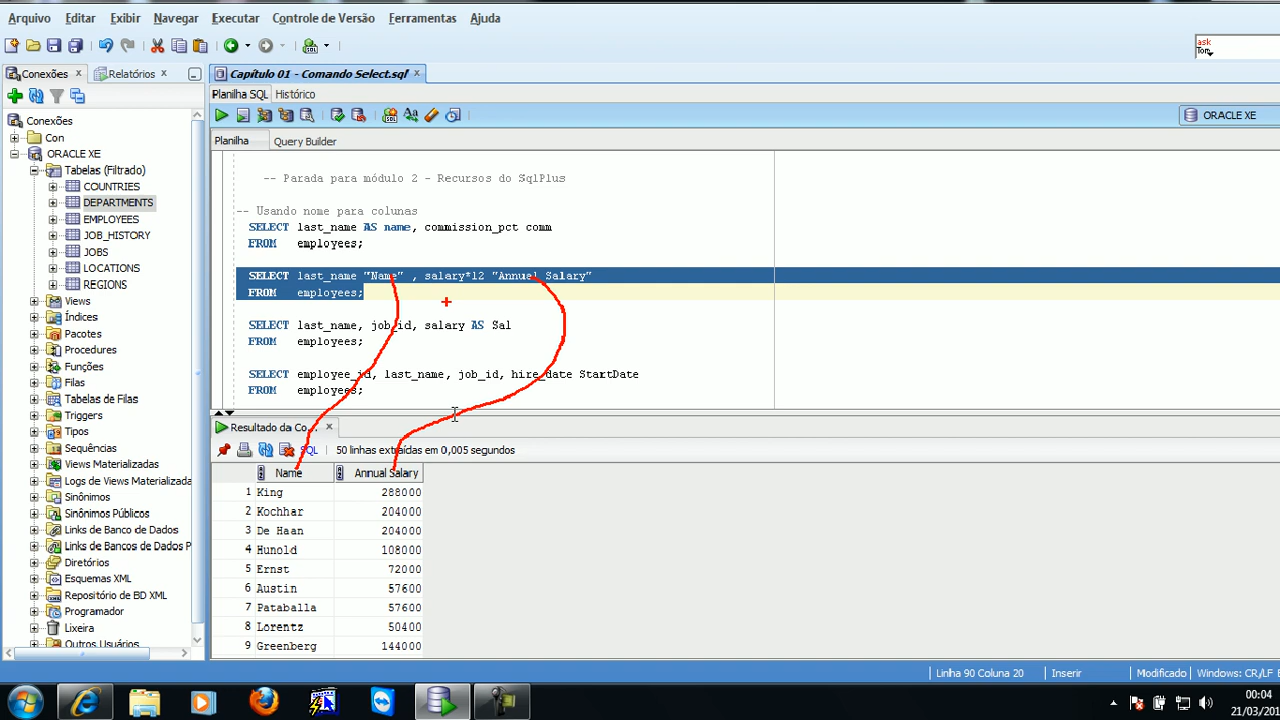 Arquivo Editar Exibir Navegar Executar Controle de Versão Ferramentas Ajuda
ask
Tom
Conexões Relatórios Capítulo 01 - Comando Select.sql
Planilha SQL Histórico
ORACLE XE
Planilha Query Builder
Conexões
Con
ORACLE XE
Tabelas (Filtrado)
COUNTRIES
DEPARTMENTS
EMPLOYEES
JOB_HISTORY
JOBS
LOCATIONS
REGIONS
Views
Índices
Pacotes
Procedures
Funções
Filas
Tabelas de Filas
Triggers
Tipos
Sequências
Views Materializadas
Logs de Views Materializada
Sinônimos
Sinônimos Públicos
Links de Banco de Dados
Links de Bancos de Dados P
Diretórios
Esquemas XML
Repositório de BD XML
Programador
Lixeira
Outros Usuários
-- Parada para módulo 2 - Recursos do SqlPlus
-- Usando nome para colunas
SELECT last_name AS name, commission_pct comm
FROM employees;
SELECT last_name "Name" , salary*12 "Annual Salary"
FROM employees;
SELECT last_name, job_id, salary AS Sal
FROM employees;
SELECT employee_id, last_name, job_id, hire_date StartDate
FROM employees;
Resultado da Co...
SQL 50 linhas extraídas em 0,005 segundos
Name Annual Salary
1 King 288000
2 Kochhar 204000
3 De Haan 204000
4 Hunold 108000
5 Ernst 72000
6 Austin 57600
7 Pataballa 57600
8 Lorentz 50400
9 Greenberg 144000
Linha 90 Coluna 20 Inserir Modificado Windows: CR/LF
00:04
21/03/201